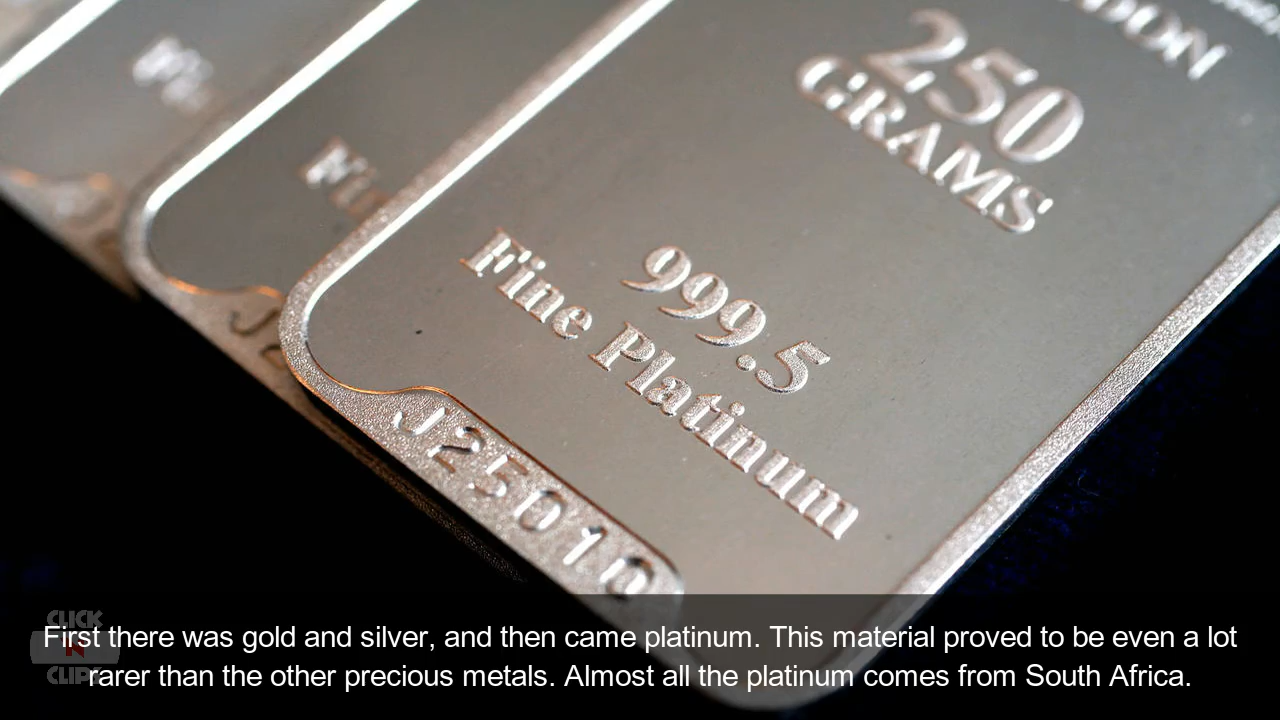 250
GRAMS
999.5
Fine Platinum
J25010
CLICK
N
First there was gold and silver, and then came platinum. This material proved to be even a lot
rarer than the other precious metals. Almost all the platinum comes from South Africa.